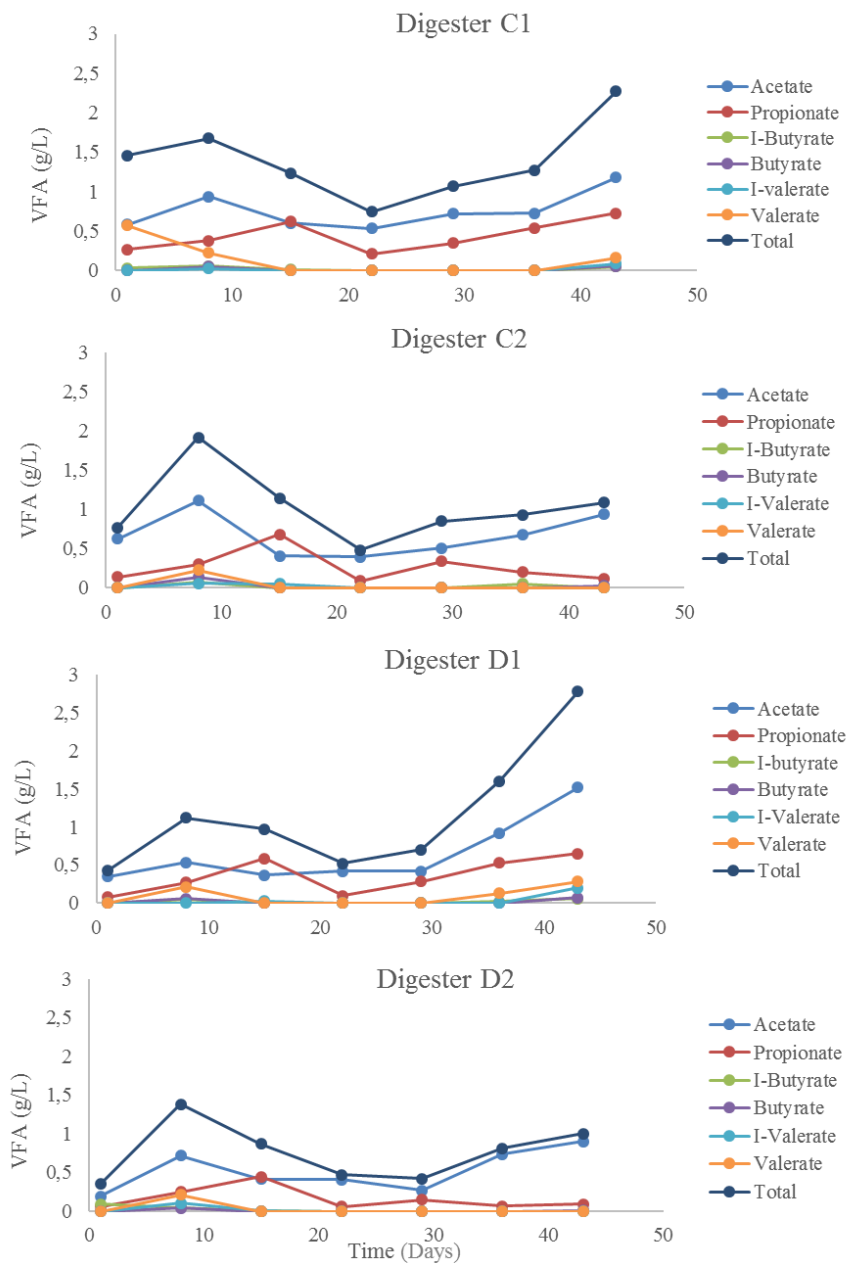 Digester C1
3
2,5
2
1,5
1
0,5
0
VFA (g/L)
0 10 20 30 40 50
Acetate
Propionate
I-Butyrate
Butyrate
I-valerate
Valerate
Total
Digester C2
3
2,5
2
1,5
1
0,5
0
VFA (g/L)
0 10 20 30 40 50
Acetate
Propionate
I-Butyrate
Butyrate
I-Valerate
Valerate
Total
Digester D1
3
2,5
2
1,5
1
0,5
0
VFA (g/L)
0 10 20 30 40 50
Acetate
Propionate
I-butyrate
Butyrate
I-Valerate
Valerate
Total
Digester D2
3
2,5
2
1,5
1
0,5
0
VFA (g/L)
0 10 20 30 40 50
Time (Days)
Acetate
Propionate
I-Butyrate
Butyrate
I-Valerate
Valerate
Total